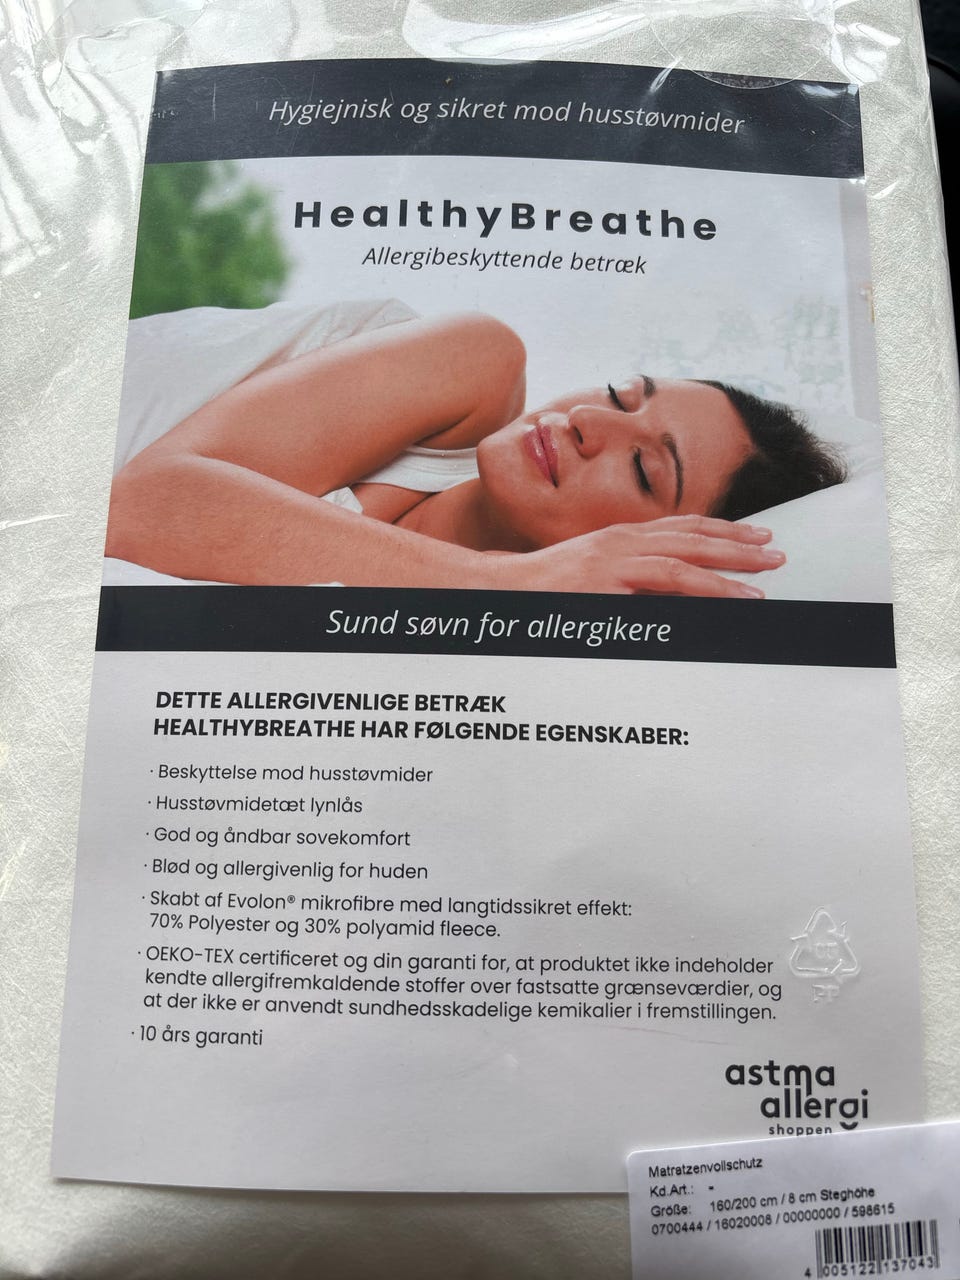 Hygiejnisk og sikret mod husstøvmider
HealthyBreathe
Allergibeskyttende betræk
Sund søvn for allergikere
DETTE ALLERGIVENLIGE BETRÆK
HEALTHYBREATHE HAR FØLGENDE EGENSKABER:
· Beskyttelse mod husstøvmider
· Husstøvmidetæt lynlås
· God og åndbar sovekomfort
· Blød og allergivenlig for huden
· Skabt af Evolon® mikrofibre med langtidssikret effekt:
70% Polyester og 30% polyamid fleece.
· OEKO-TEX certificeret og din garanti for, at produktet ikke indeholder
kendte allergifremkaldende stoffer over fastsatte grænseværdier, og
at der ikke er anvendt sundhedsskadelige kemikalier i fremstillingen.
· 10 års garanti
PP
astma
allergi
shoppen
Matratzenvollschutz
Kd.Art.: -
Größe: 160/200 cm / 8 cm Steghöhe
0700444 / 16020008 / 00000000 / 598615
4 005122 137043